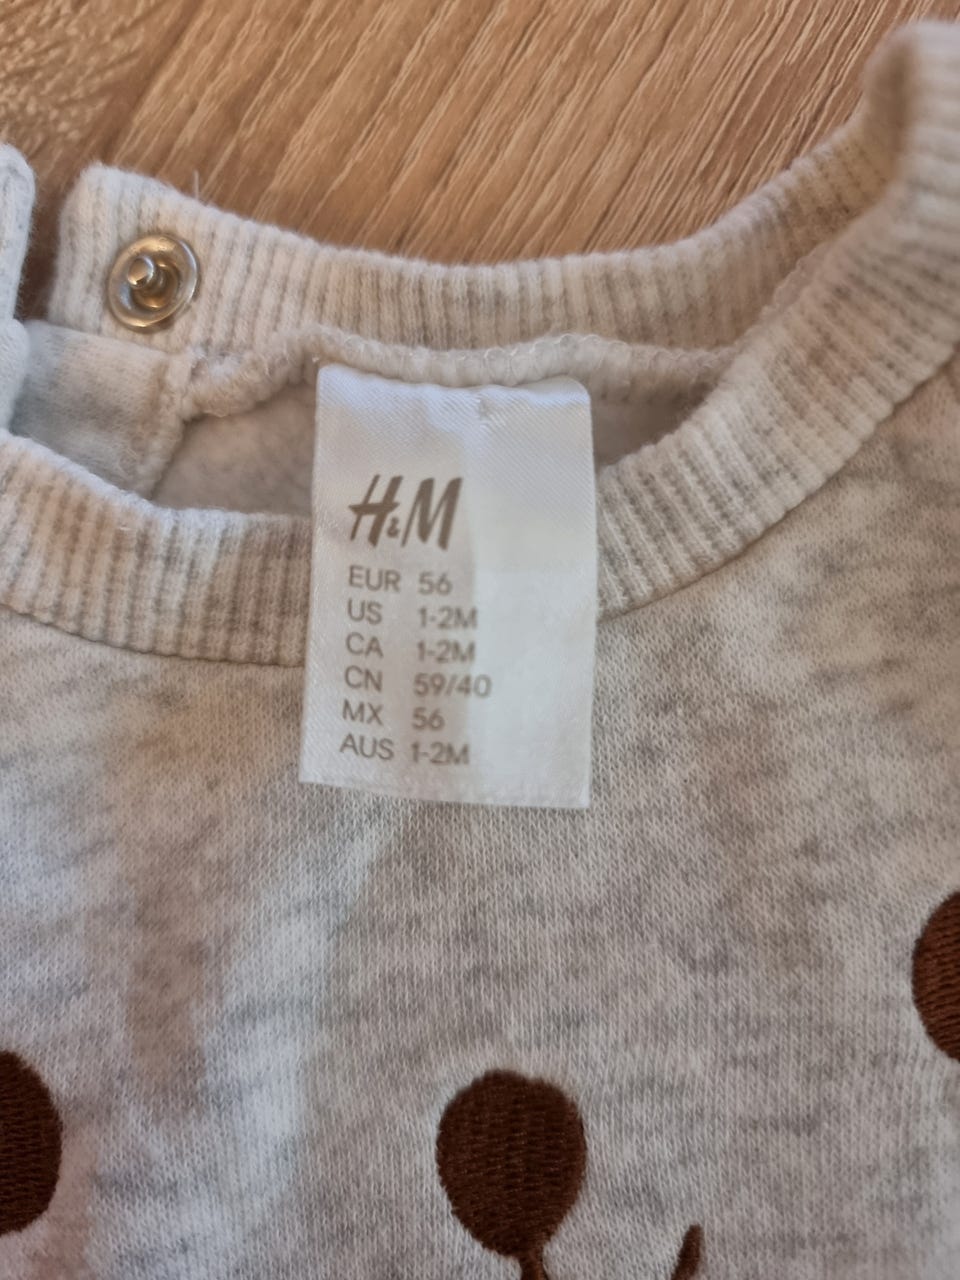 H&M
EUR 56
US 1-2M
CA 1-2M
CN 59/40
MX 56
AUS 1-2M